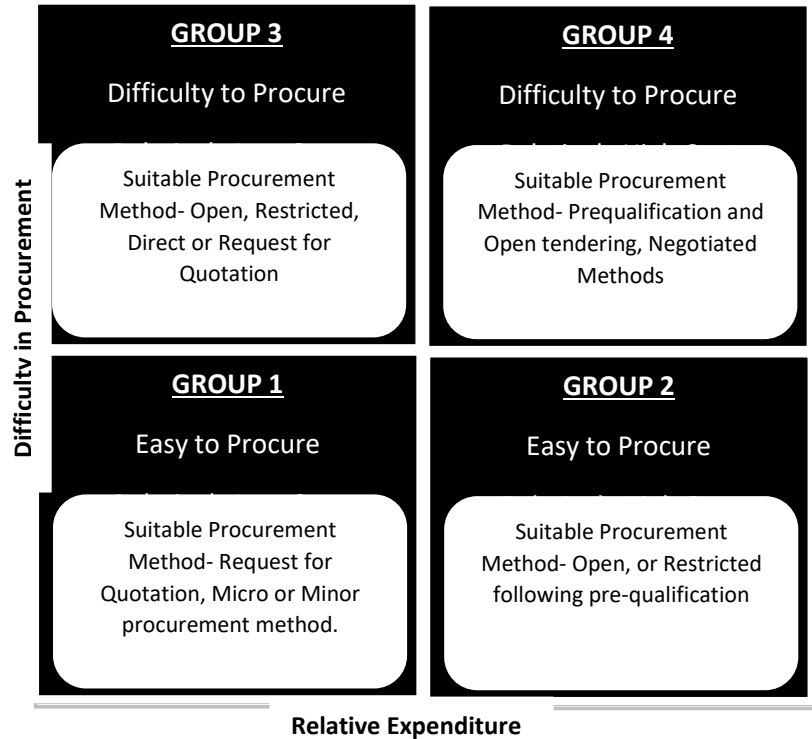 GROUP 3
Difficulty to Procure
Suitable Procurement
Method- Open, Restricted,
Direct or Request for
Quotation
GROUP 4
Difficulty to Procure
Suitable Procurement
Method- Prequalification and
Open tendering, Negotiated
Methods
Difficulty in Procurement
GROUP 1
Easy to Procure
Suitable Procurement
Method- Request for
Quotation, Micro or Minor
procurement method.
GROUP 2
Easy to Procure
Suitable Procurement
Method- Open, or Restricted
following pre-qualification
Relative Expenditure